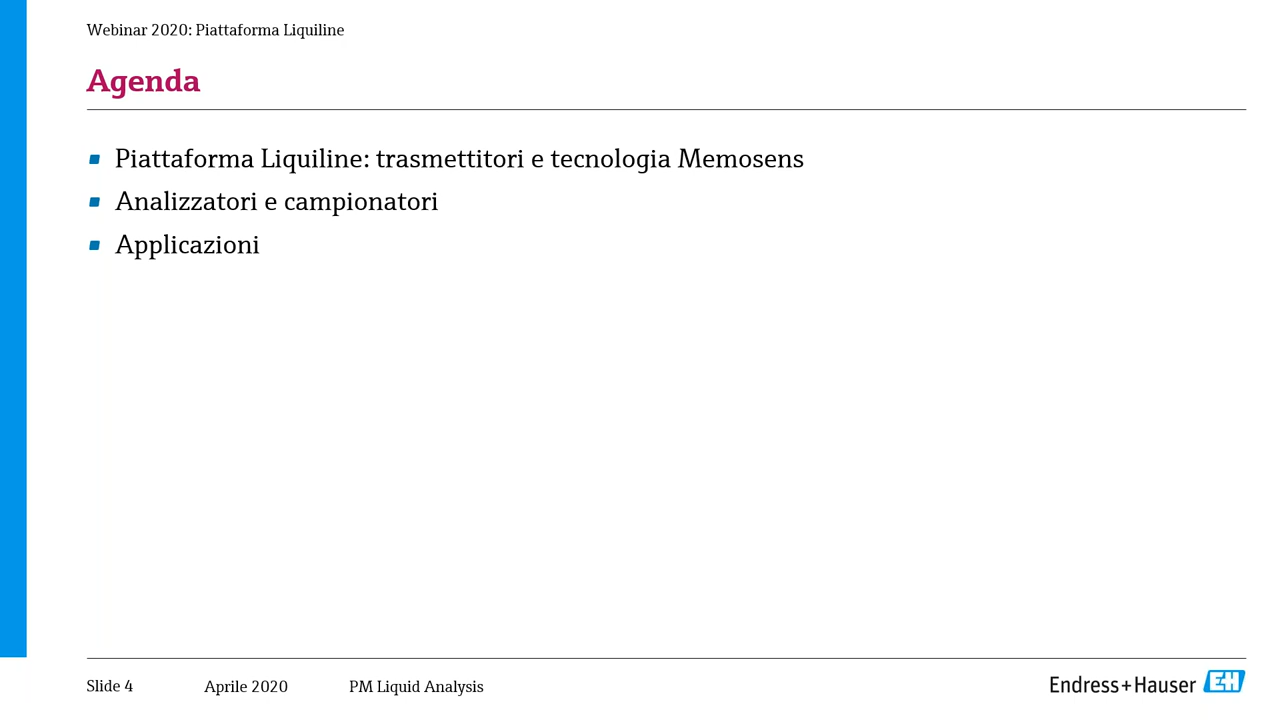 Webinar 2020: Piattaforma Liquiline
Agenda
Piattaforma Liquiline: trasmettitori e tecnologia Memosens
Analizzatori e campionatori
Applicazioni
Slide 4 Aprile 2020 PM Liquid Analysis
Endress+Hauser EH